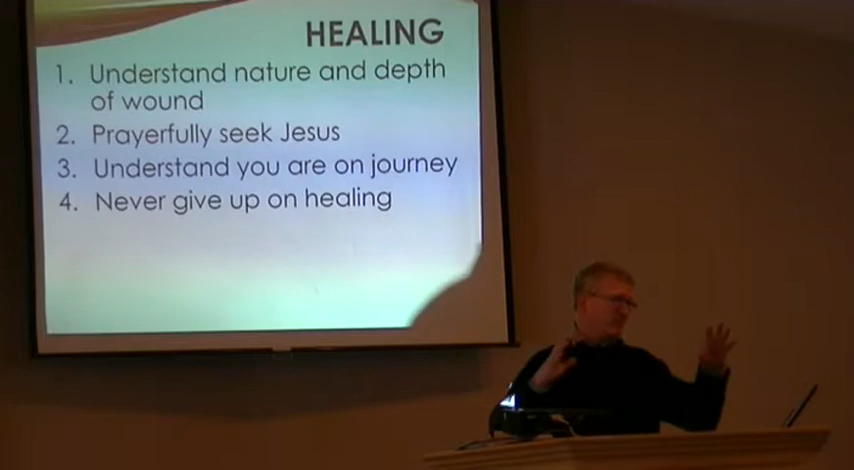 HEALING
1. Understand nature and depth
of wound
2. Prayerfully seek Jesus
3. Understand you are on journey
4. Never give up on healing